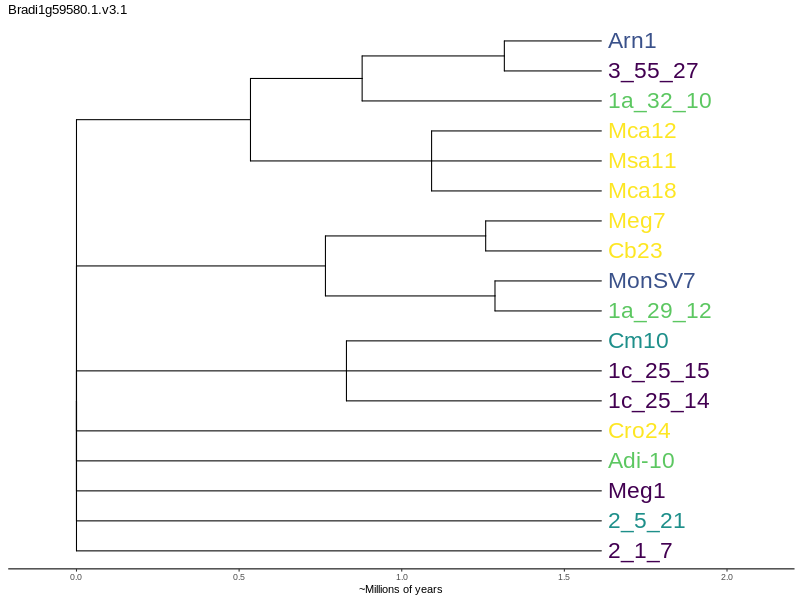 Bradi1g59580.1.v3.1
Arn1
3_55_27
1a_32_10
Mca12
Msa11
Mca18
Meg7
Cb23
MonSV7
1a_29_12
Cm10
1c_25_15
1c_25_14
Cro24
Adi-10
Meg1
2_5_21
2_1_7
0.0 0.5 1.0 1.5 2.0
~Millions of years